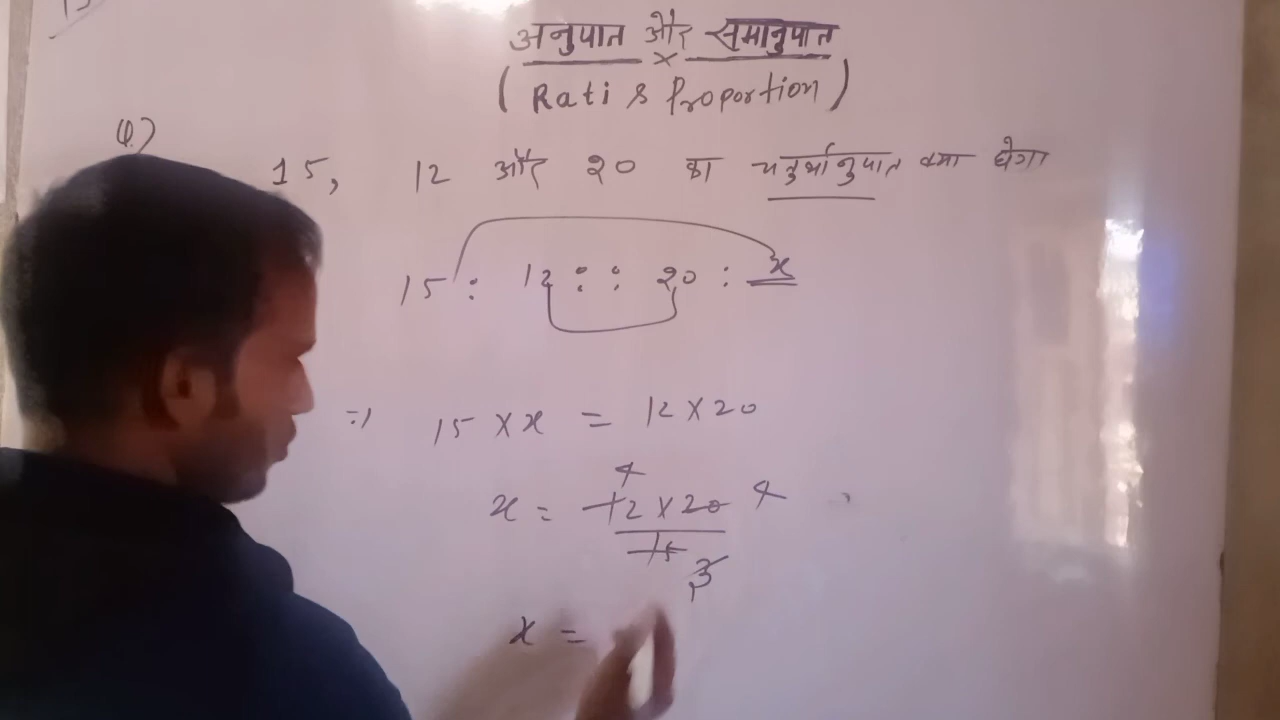 अनुपात और समानुपात
( Rati & Proportion )
Q)
15, 12 और 20 का चतुर्थानुपात क्या होगा
15 : 12 : : 20 : x
15 × x = 12 × 20
4
x = 12 × 20 4
15 3
x =